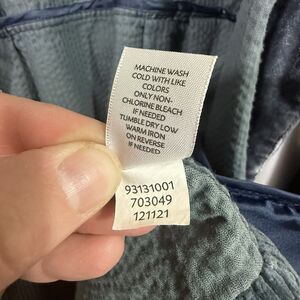 MACHINE WASH
COLD WITH LIKE
COLORS
ONLY NON-
CHLORINE BLEACH
IF NEEDED
TUMBLE DRY LOW
WARM IRON
ON REVERSE
IF NEEDED
93131001
703049
121121